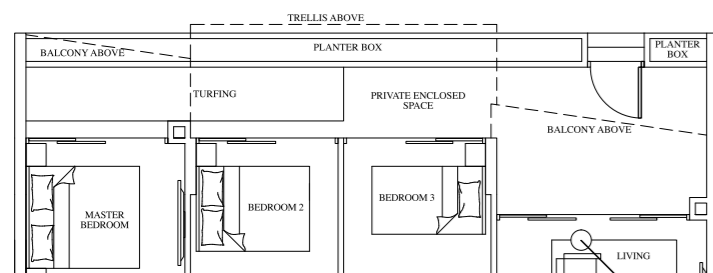 TRELLIS ABOVE
BALCONY ABOVE
PLANTER BOX
PLANTER
BOX
TURFING
PRIVATE ENCLOSED
SPACE
BALCONY ABOVE
MASTER
BEDROOM
BEDROOM 2
BEDROOM 3
LIVING